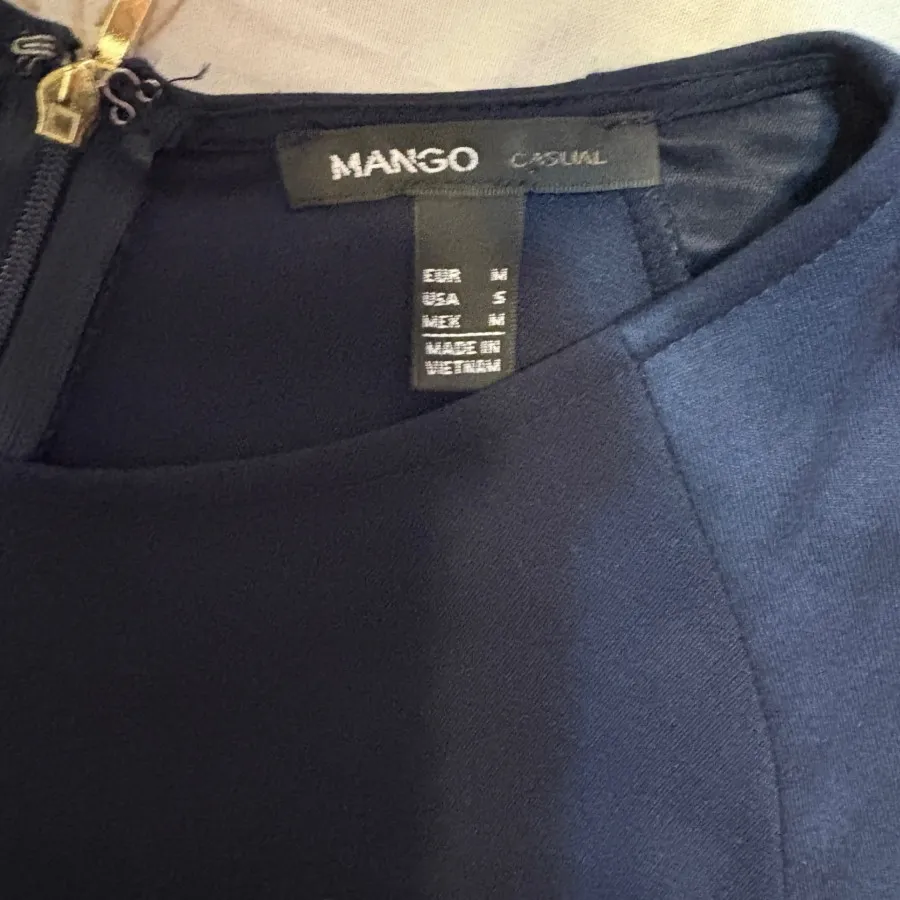 MANGO CASUAL
EUR M
USA S
MEX M
MADE IN
VIETNAM